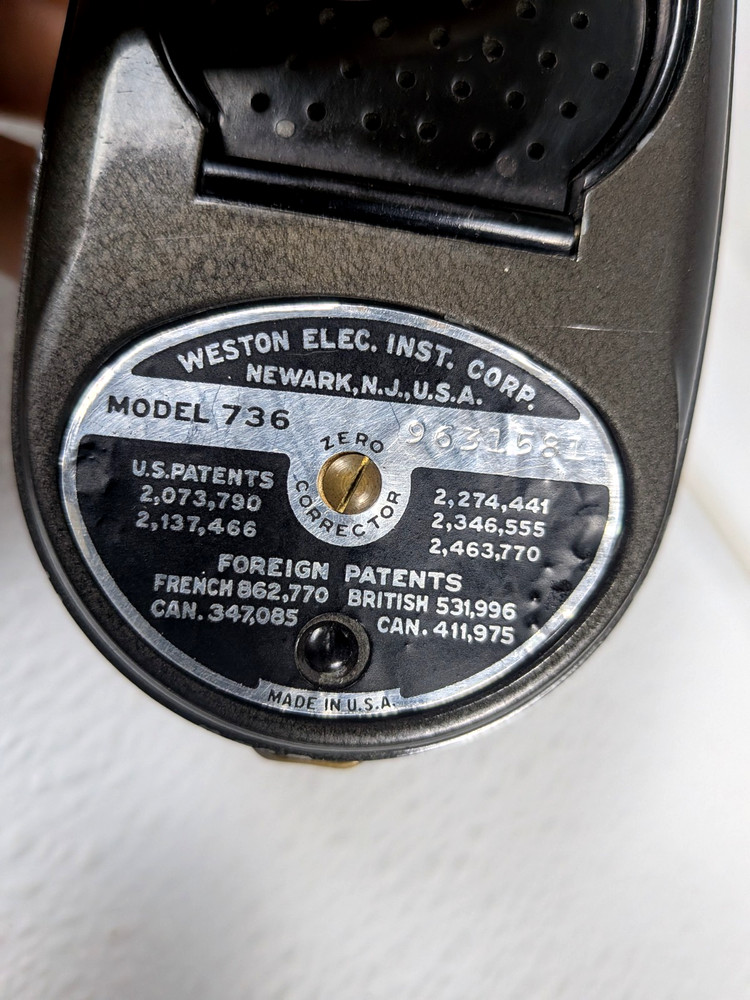 WESTON ELEC. INST. CORP.
NEWARK, N.J., U.S.A.
MODEL 736
9631581
ZERO
CORRECTOR
U.S. PATENTS
2,073,790
2,137,466
2,274,441
2,346,555
2,463,770
FOREIGN PATENTS
FRENCH 862,770 BRITISH 531,996
CAN. 347,085 CAN. 411,975
MADE IN U.S.A.